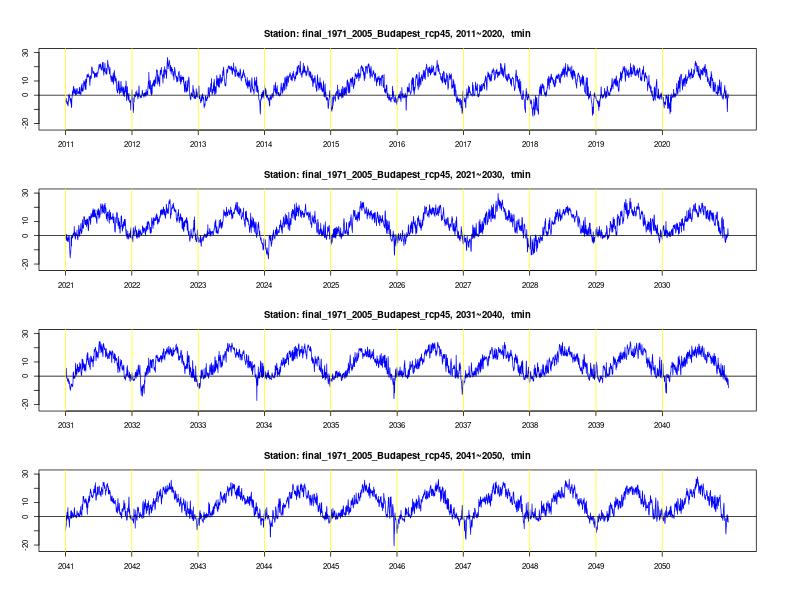 Station: final_1971_2005_Budapest_rcp45, 2011~2020, tmin
30
10
0
-20
2011 2012 2013 2014 2015 2016 2017 2018 2019 2020
Station: final_1971_2005_Budapest_rcp45, 2021~2030, tmin
30
10
0
-20
2021 2022 2023 2024 2025 2026 2027 2028 2029 2030
Station: final_1971_2005_Budapest_rcp45, 2031~2040, tmin
30
10
0
-20
2031 2032 2033 2034 2035 2036 2037 2038 2039 2040
Station: final_1971_2005_Budapest_rcp45, 2041~2050, tmin
30
10
0
-20
2041 2042 2043 2044 2045 2046 2047 2048 2049 2050